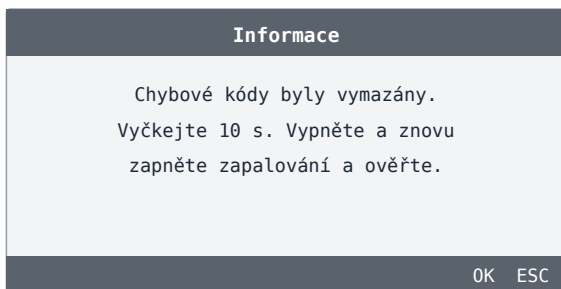 Informace
Chybové kódy byly vymazány.
Vyčkejte 10 s. Vypněte a znovu
zapněte zapalování a ověřte.
OK ESC